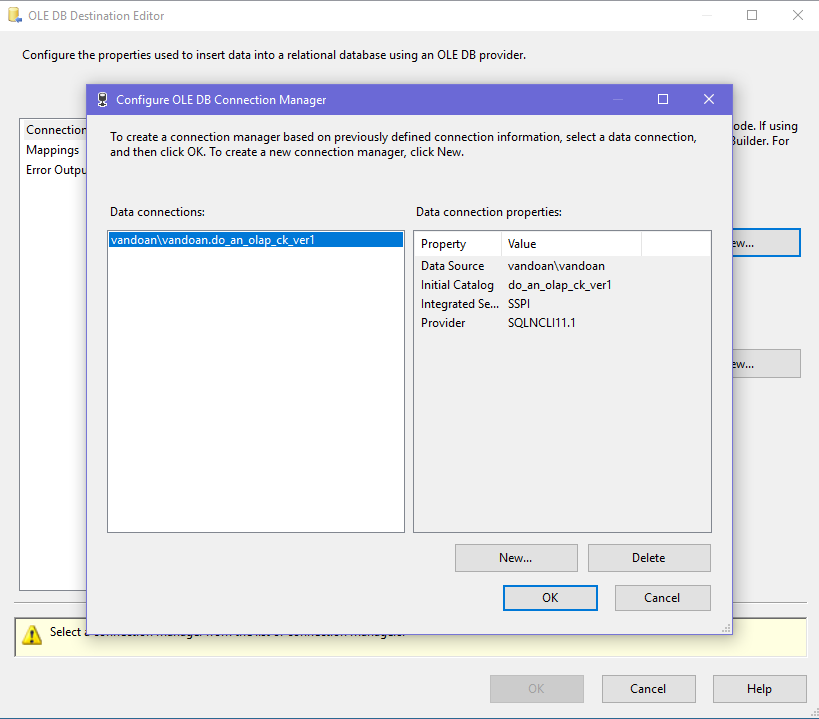 OLE DB Destination Editor
Configure the properties used to insert data into a relational database using an OLE DB provider.
Configure OLE DB Connection Manager
Connection
Mappings
Error Outpu
ode. If using
Builder. For
To create a connection manager based on previously defined connection information, select a data connection,
and then click OK. To create a new connection manager, click New.
Data connections:
Data connection properties:
vandoan\vandoan.do_an_olap_ck_ver1
Property Value
Data Source vandoan\vandoan
Initial Catalog do_an_olap_ck_ver1
Integrated Se... SSPI
Provider SQLNCLI11.1
ew...
ew...
New... Delete
OK Cancel
Select a connection manager from the list of connection managers.
OK Cancel Help